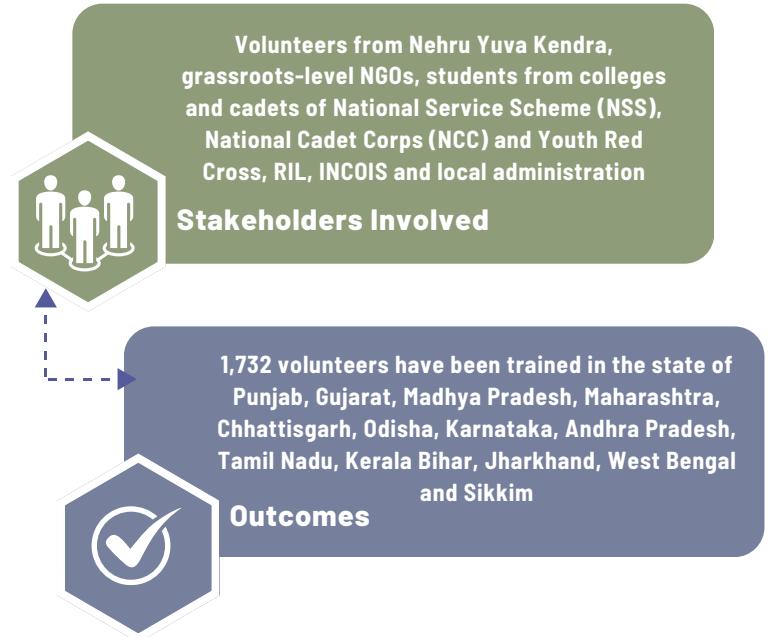 Volunteers from Nehru Yuva Kendra,
grassroots-level NGOs, students from colleges
and cadets of National Service Scheme (NSS),
National Cadet Corps (NCC) and Youth Red
Cross, RIL, INCOIS and local administration
Stakeholders Involved
1,732 volunteers have been trained in the state of
Punjab, Gujarat, Madhya Pradesh, Maharashtra,
Chhattisgarh, Odisha, Karnataka, Andhra Pradesh,
Tamil Nadu, Kerala Bihar, Jharkhand, West Bengal
and Sikkim
Outcomes